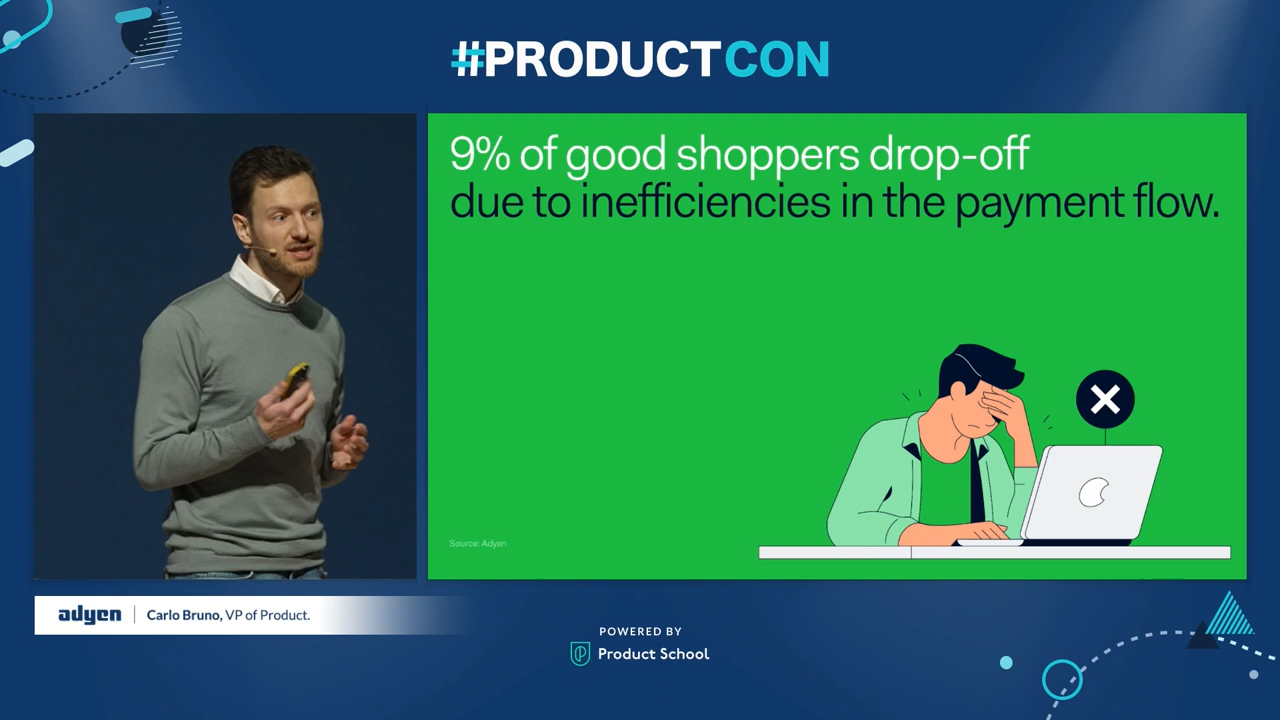 #PRODUCTCON
9% of good shoppers drop-off
due to inefficiencies in the payment flow.
Source: Adyen
adyen | Carlo Bruno, VP of Product.
POWERED BY
Product School